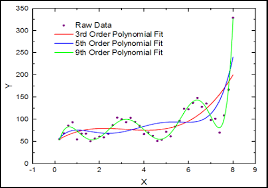 350
300
250
200
150
100
50
0
Y
Raw Data
3rd Order Polynomial Fit
5th Order Polynomial Fit
9th Order Polynomial Fit
-1 0 1 2 3 4 5 6 7 8 9
X